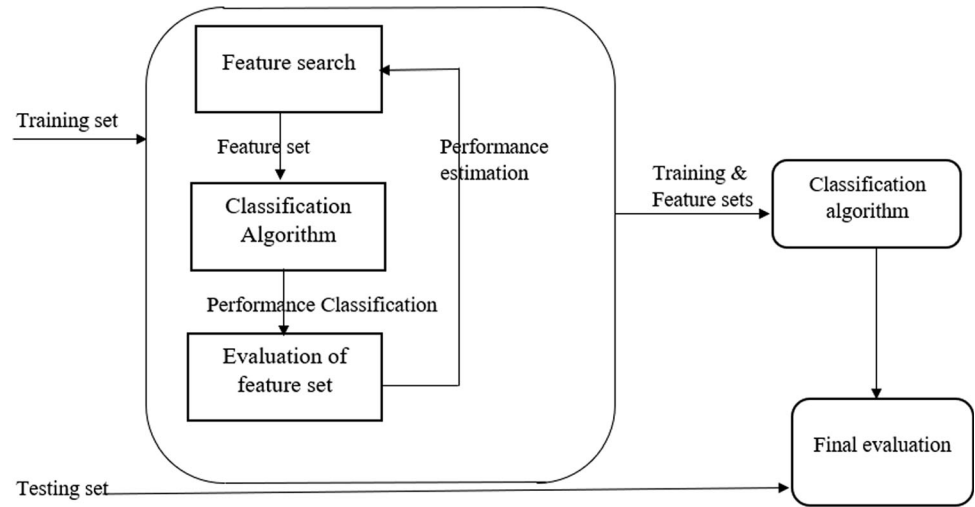 Feature search
Training set
Feature set
Performance
estimation
Classification
Algorithm
Training &
Feature sets
Classification
algorithm
Performance Classification
Evaluation of
feature set
Final evaluation
Testing set